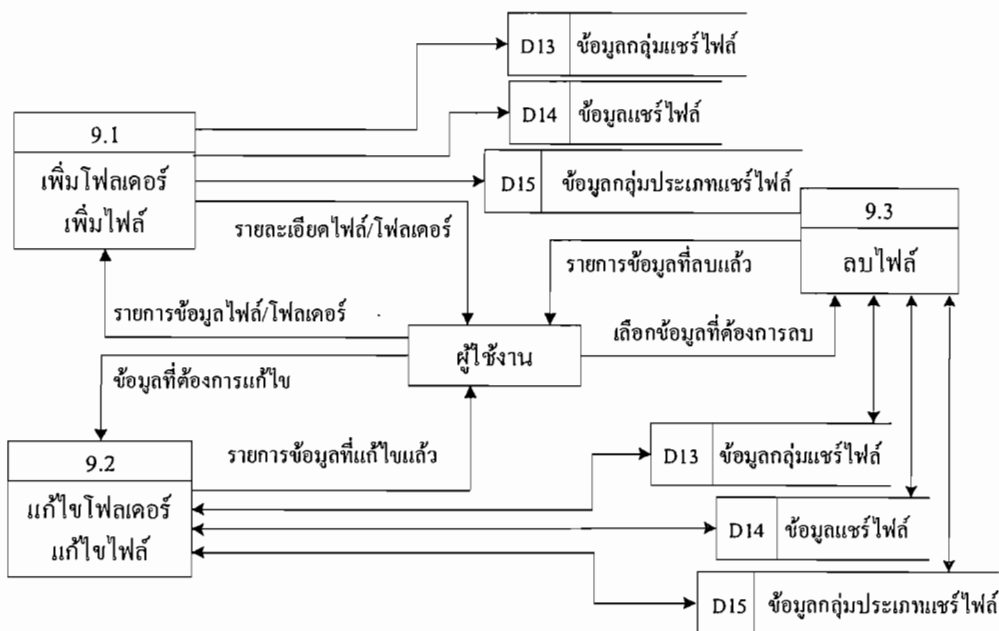 D13 ข้อมูลกลุ่มแชร์ไฟล์
D14 ข้อมูลแชร์ไฟล์
9.1
เพิ่มโฟลเดอร์
เพิ่มไฟล์
D15 ข้อมูลกลุ่มประเภทแชร์ไฟล์
9.3
ลบไฟล์
รายละเอียดไฟล์/โฟลเดอร์
รายการข้อมูลที่ลบแล้ว
รายการข้อมูลไฟล์/โฟลเดอร์
ผู้ใช้งาน
เลือกข้อมูลที่ต้องการลบ
ข้อมูลที่ต้องการแก้ไข
รายการข้อมูลที่แก้ไขแล้ว
9.2
แก้ไขโฟลเดอร์
แก้ไขไฟล์
D13 ข้อมูลกลุ่มแชร์ไฟล์
D14 ข้อมูลแชร์ไฟล์
D15 ข้อมูลกลุ่มประเภทแชร์ไฟล์